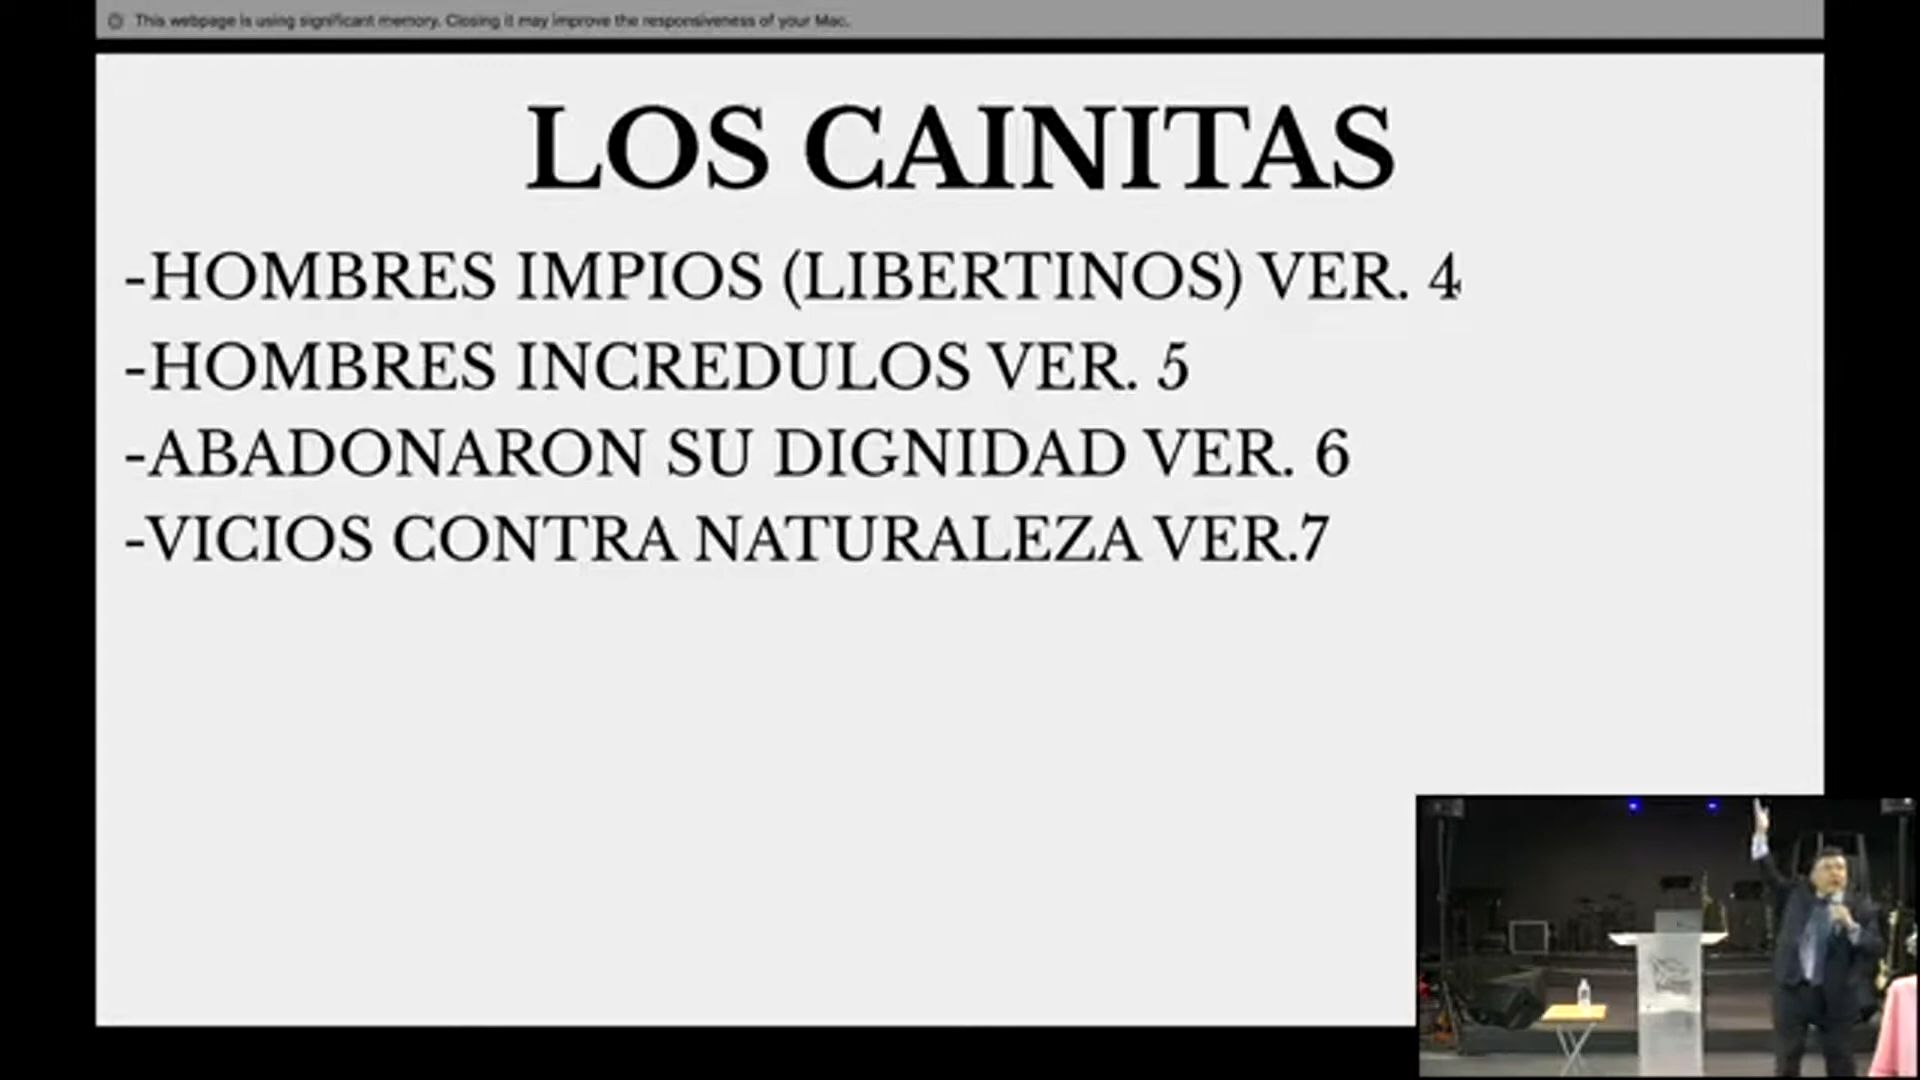 This webpage is using significant memory. Closing it may improve the responsiveness of your Mac.
LOS CAINITAS
-HOMBRES IMPIOS (LIBERTINOS) VER. 4
-HOMBRES INCREDULOS VER. 5
-ABADONARON SU DIGNIDAD VER. 6
-VICIOS CONTRA NATURALEZA VER.7